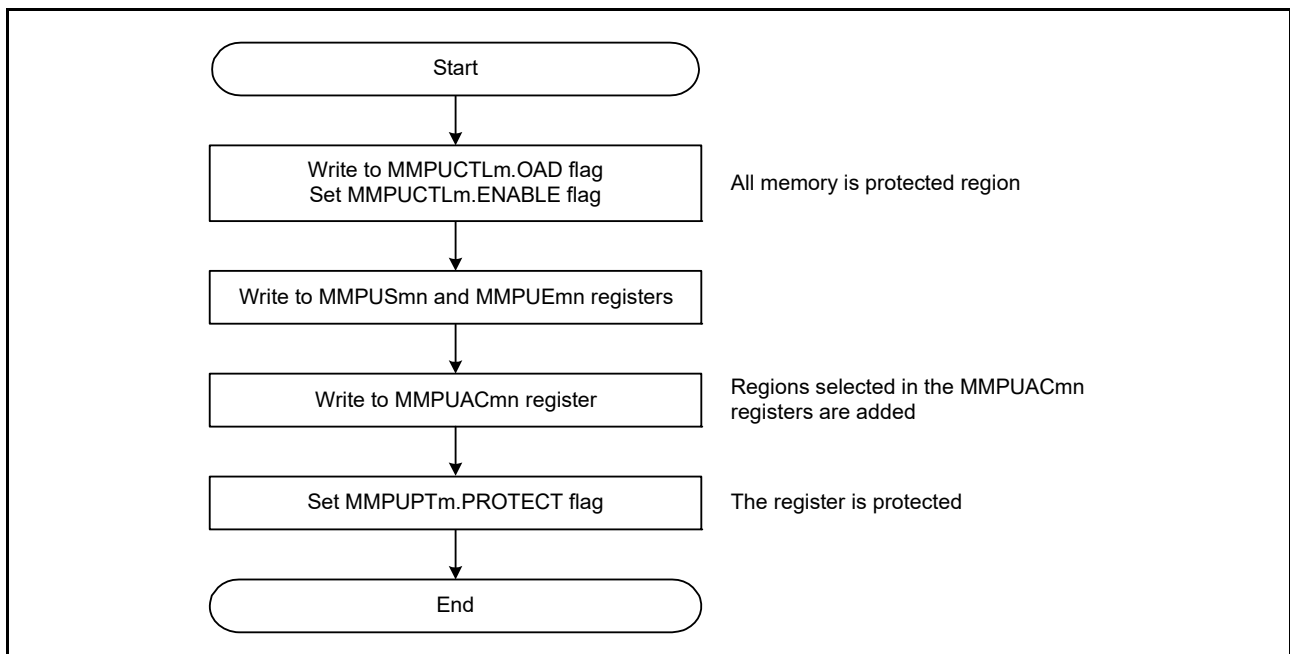 Start
Write to MMPUCTLm.OAD flag
Set MMPUCTLm.ENABLE flag
All memory is protected region
Write to MMPUSmn and MMPUEmn registers
Write to MMPUACmn register
Regions selected in the MMPUACmn
registers are added
Set MMPUPTm.PROTECT flag
The register is protected
End